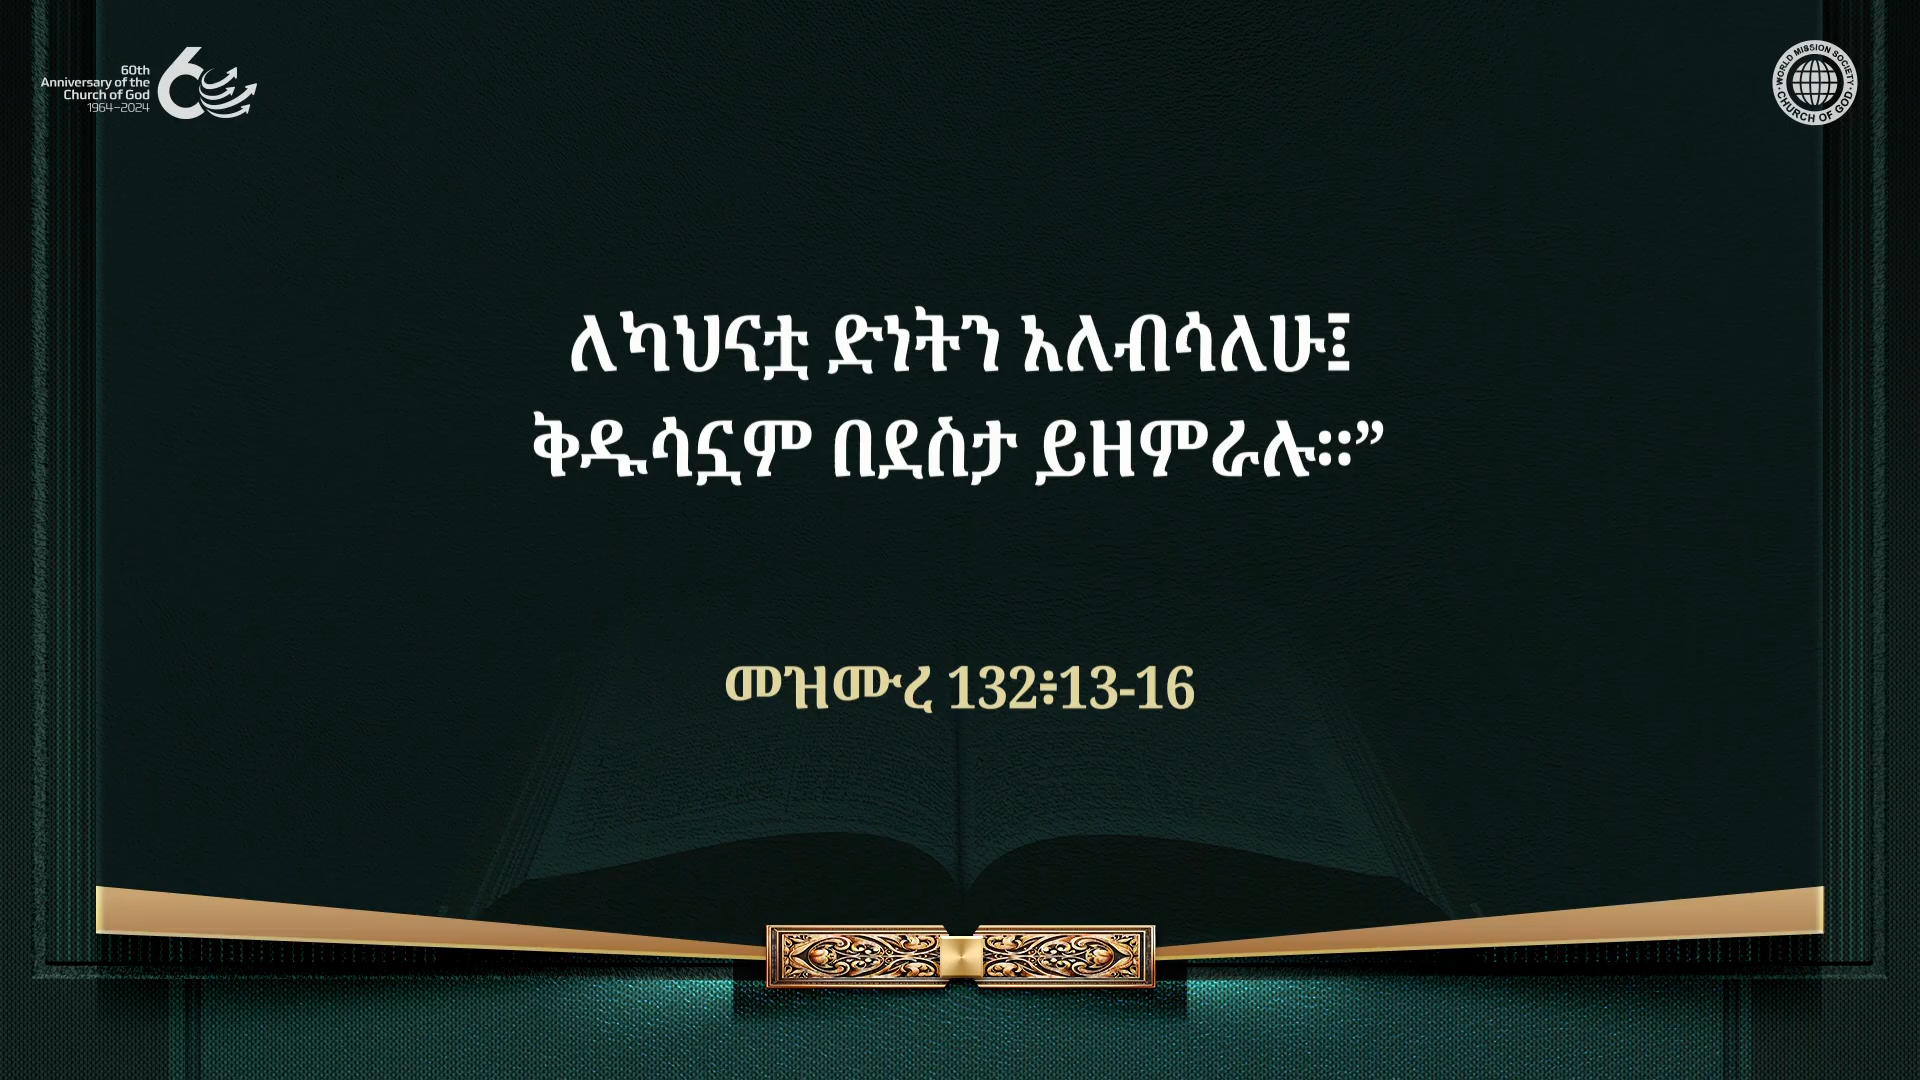 60th
Anniversary of the
Church of God
1964–2024
WORLD MISSION SOCIETY
CHURCH OF GOD
ለካህናቷ ድነትን አለብሳለሁ፤
ቅዱሳኗም በደስታ ይዘምራሉ።”
መዝሙረ 132፥13-16